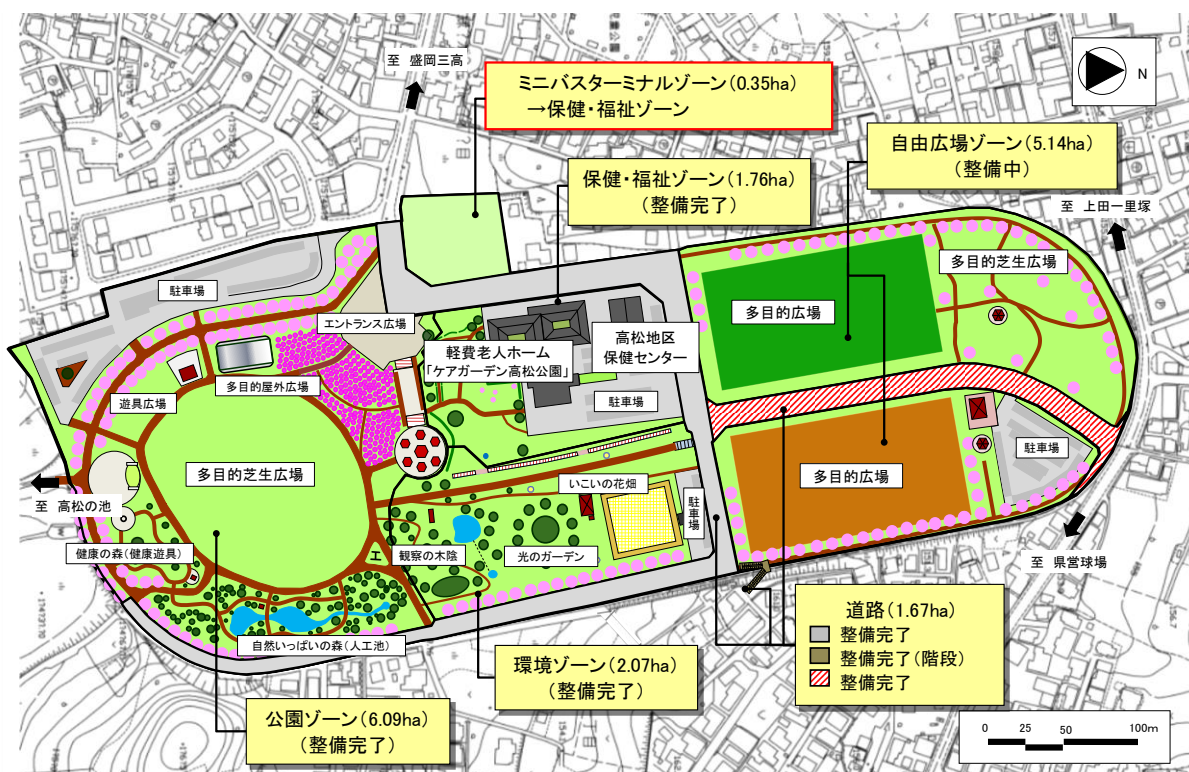 至 盛岡三高
ミニバスターミナルゾーン(0.35ha)
→保健・福祉ゾーン
N
自由広場ゾーン(5.14ha)
(整備中)
保健・福祉ゾーン(1.76ha)
(整備完了)
至 上田一里塚
多目的芝生広場
駐車場
エントランス広場
多目的広場
高松地区
保健センター
軽費老人ホーム
「ケアガーデン高松公園」
多目的屋外広場
遊具広場
駐車場
駐車場
多目的芝生広場
多目的広場
いこいの花畑
駐車場
至 高松の池
健康の森(健康遊具)
観察の木陰
光のガーデン
至 県営球場
自然いっぱいの森(人工池)
道路(1.67ha)
整備完了
整備完了(階段)
整備完了
環境ゾーン(2.07ha)
(整備完了)
公園ゾーン(6.09ha)
(整備完了)
0 25 50 100m